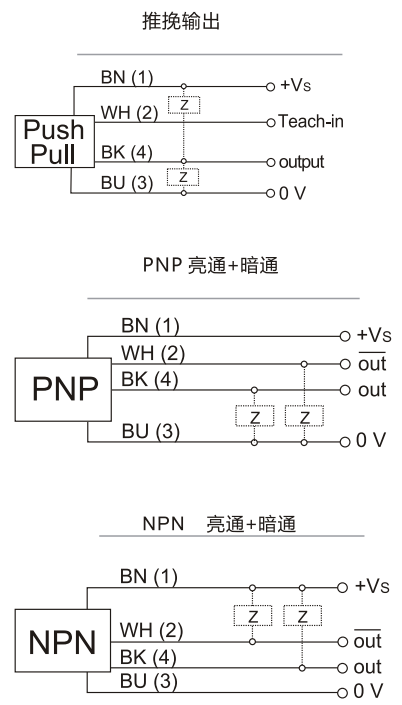 推挽输出
BN (1)
+Vs
Z
WH (2)
Teach-in
Push
Pull
BK (4)
output
Z
BU (3)
0 V
PNP 亮通+暗通
BN (1)
+Vs
WH (2)
out
PNP
BK (4)
out
Z Z
BU (3)
0 V
NPN 亮通+暗通
BN (1)
+Vs
Z Z
WH (2)
out
NPN
BK (4)
out
BU (3)
0 V